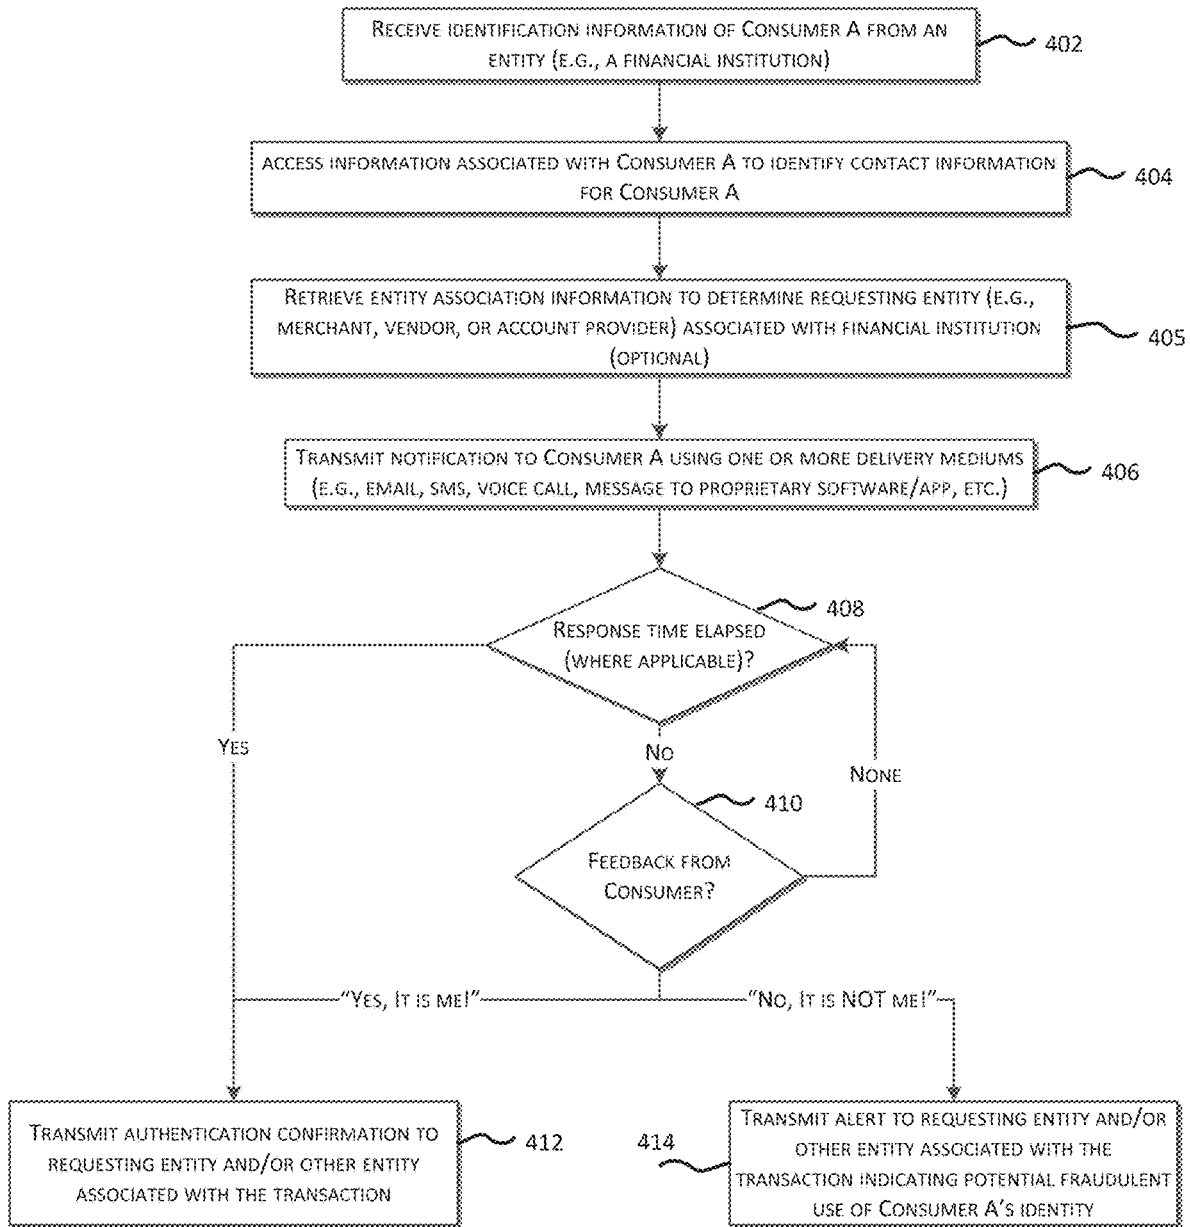 Receive identification information of Consumer A from an
entity (e.g., a financial institution)
402
access information associated with Consumer A to identify contact information
for Consumer A
404
Retrieve entity association information to determine requesting entity (e.g.,
merchant, vendor, or account provider) associated with financial institution
(optional)
405
Transmit notification to Consumer A using one or more delivery mediums
(e.g., email, sms, voice call, message to proprietary software/app, etc.)
406
Response time elapsed
(where applicable)?
408
Yes
No
None
410
Feedback from
Consumer?
"Yes, It is me!"
"No, It is NOT me!"
Transmit authentication confirmation to
requesting entity and/or other entity
associated with the transaction
412
414
Transmit alert to requesting entity and/or
other entity associated with the
transaction indicating potential fraudulent
use of Consumer A's identity